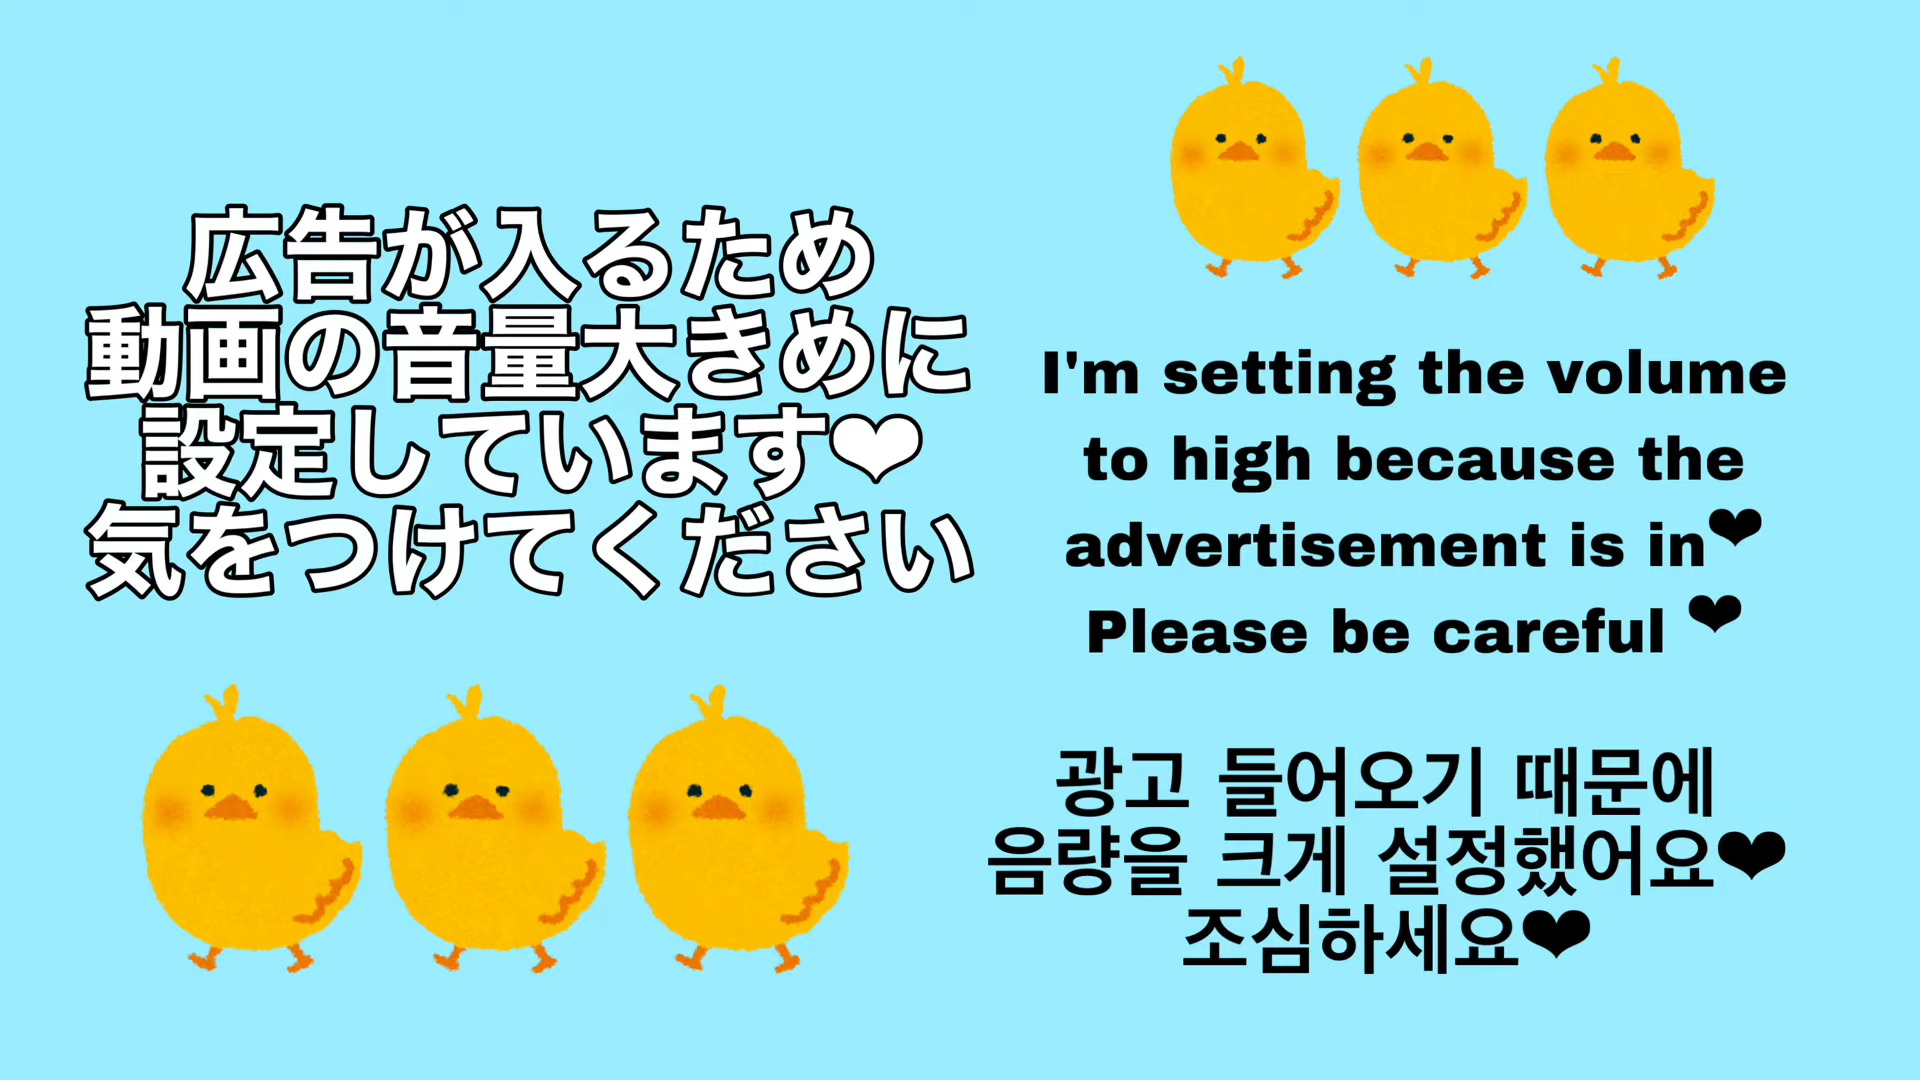 広告が入るため
動画の音量大きめに
設定しています❤
気をつけてください
I'm setting the volume
to high because the
advertisement is in❤
Please be careful ❤
광고 들어오기 때문에
음량을 크게 설정했어요❤
조심하세요❤